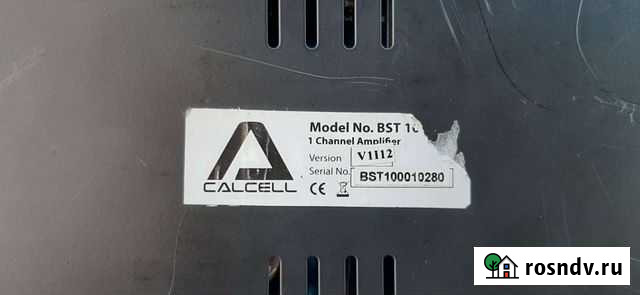 CALCELL
Model No. BST 10
1 Channel Amplifier
Version V1112
Serial No. BST100010280
CE
rosndv.ru